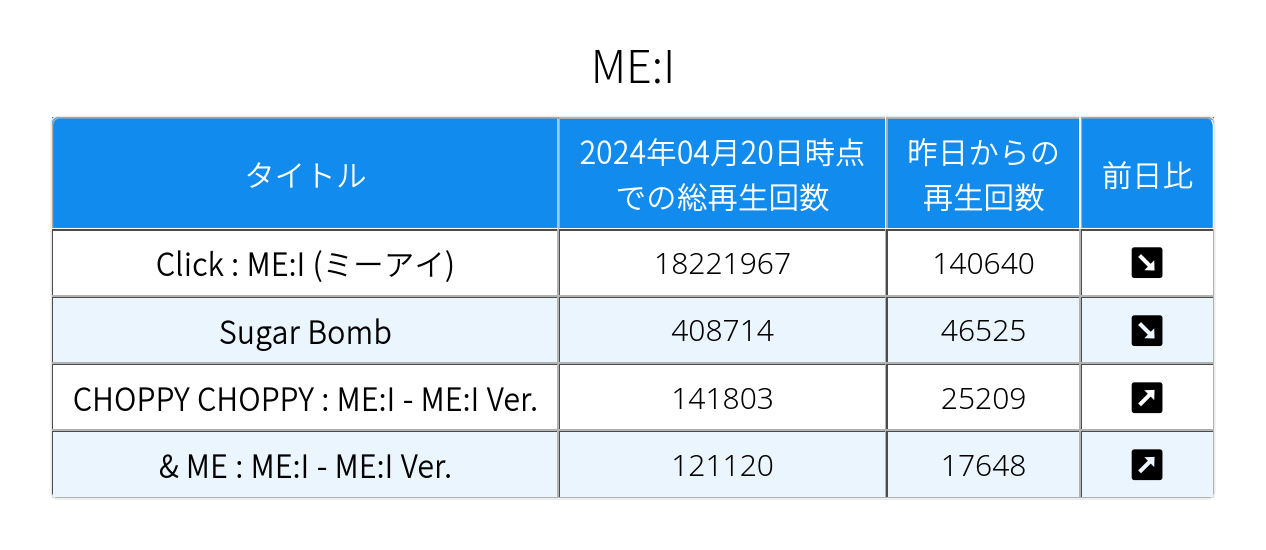 ME:I
タイトル
2024年04月20日時点
での総再生回数
昨日からの
再生回数
前日比
Click : ME:I (ミーアイ) 18221967 140640 ↘
Sugar Bomb 408714 46525 ↘
CHOPPY CHOPPY : ME:I - ME:I Ver. 141803 25209 ↗
& ME : ME:I - ME:I Ver. 121120 17648 ↗